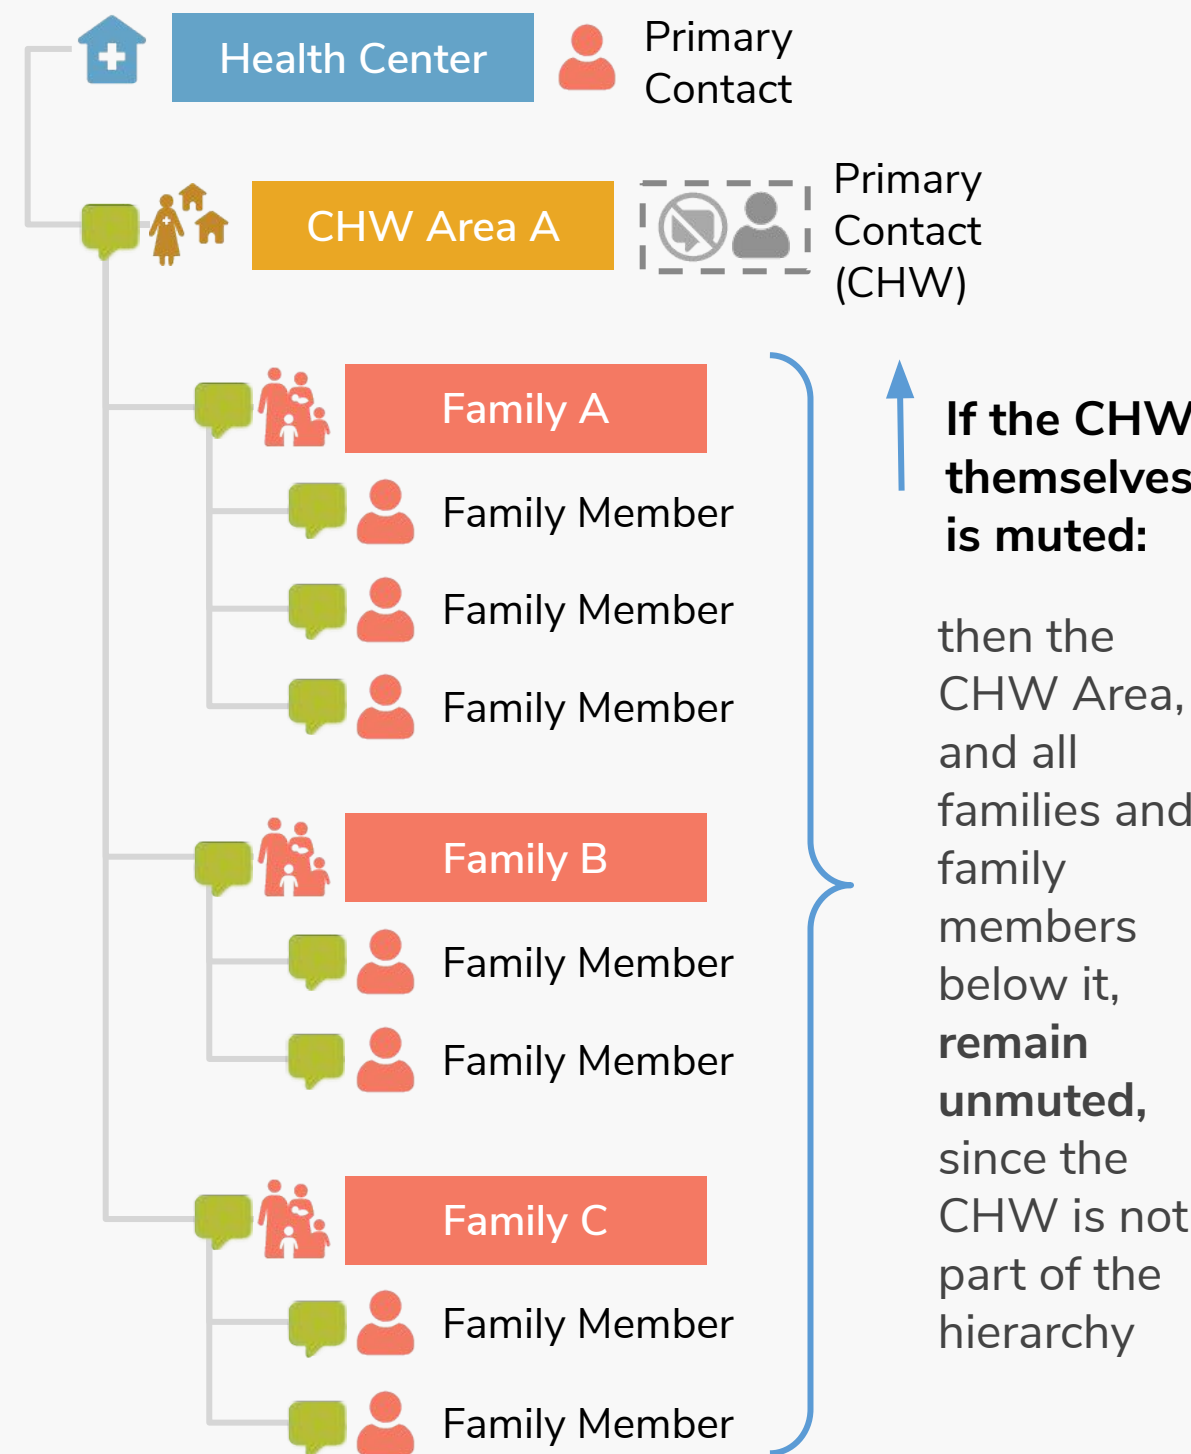 Health Center
Primary
Contact
CHW Area A
Primary
Contact
(CHW)
Family A
Family Member
Family Member
Family Member
Family B
Family Member
Family Member
Family C
Family Member
Family Member
If the CHW
themselves
is muted:
then the
CHW Area,
and all
families and
family
members
below it,
remain
unmuted,
since the
CHW is not
part of the
hierarchy